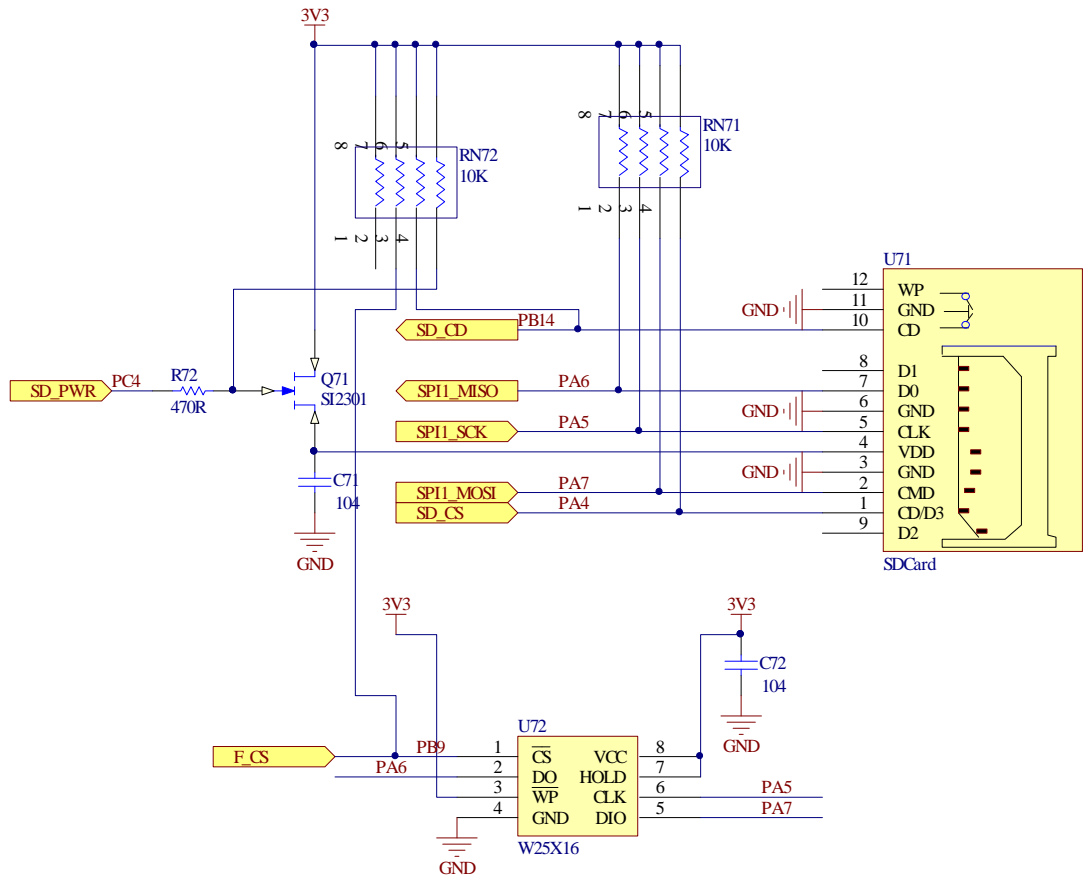 3V3
8 7 6 5
RN71
10K
8 7 6 5
RN72
10K
1 2 3 4
1 2 3 4
U71
12 WP
GND 11 GND
SD_CD PB14 10 CD
8 D1
SD_PWR PC4 R72 470R
Q71
SI2301
SPI1_MISO PA6 7 D0
GND 6 GND
SPI1_SCK PA5 5 CLK
4 VDD
GND 3 GND
C71
104
SPI1_MOSI PA7 2 CMD
SD_CS PA4 1 CD/D3
9 D2
GND
SDCard
3V3
3V3
C72
104
U72
GND
F_CS PB9 1 CS VCC 8
PA6 2 DO HOLD 7
3 WP CLK 6 PA5
4 GND DIO 5 PA7
W25X16
GND